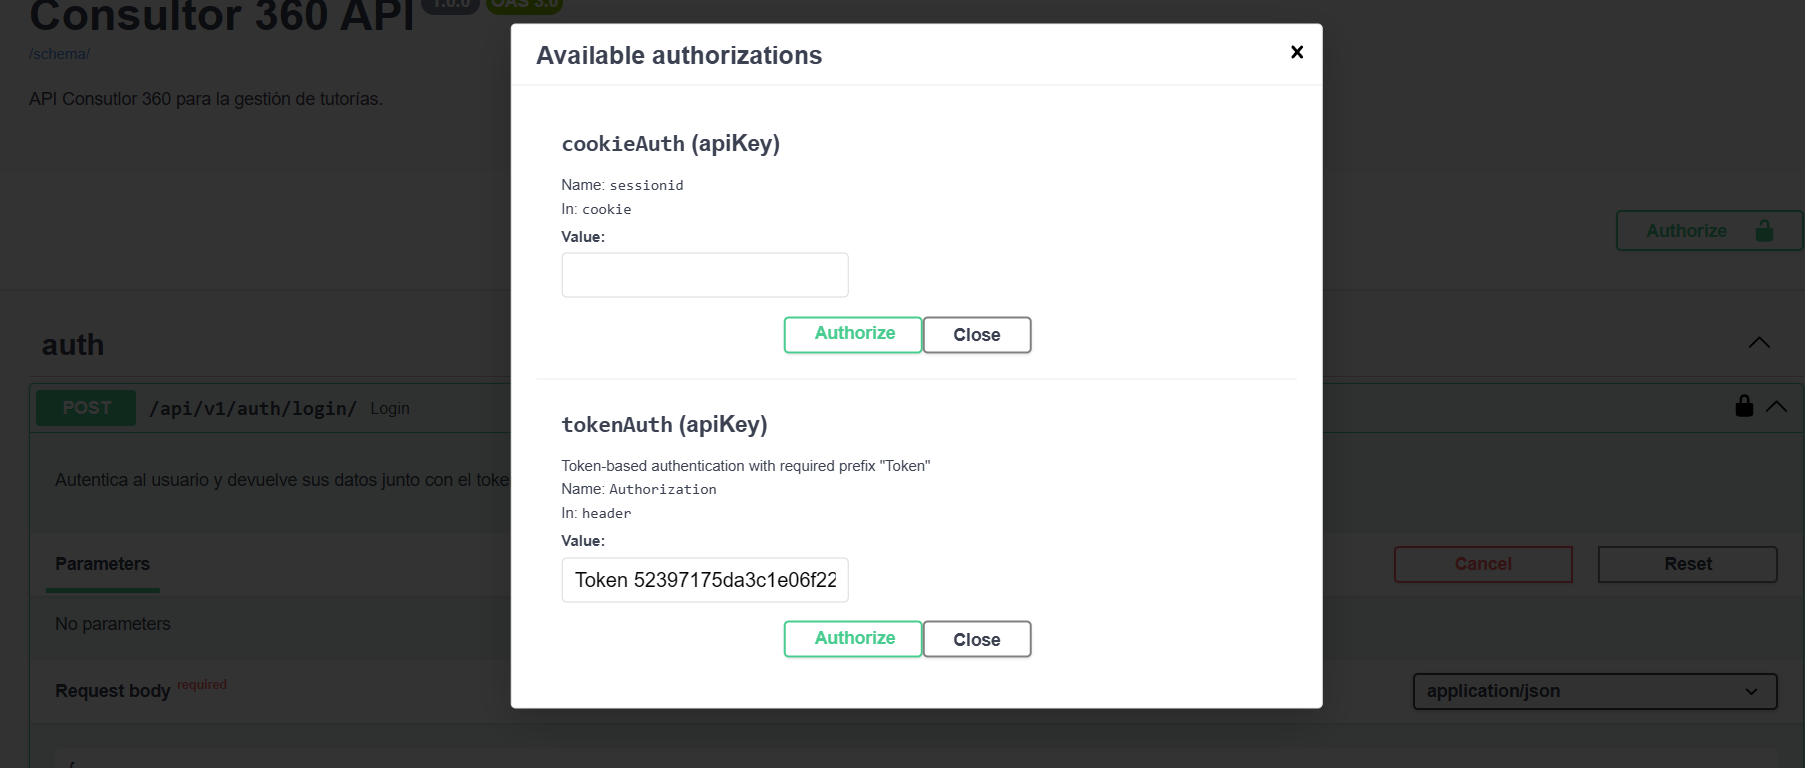 Consultor 360 API 1.0.0 OAS 3.0
/schema/
API Consutlor 360 para la gestión de tutorías.
Authorize
auth
POST /api/v1/auth/login/ Login
Autentica al usuario y devuelve sus datos junto con el toke
Parameters
Cancel
Reset
No parameters
Request body required
application/json
{
Available authorizations
cookieAuth (apiKey)
Name: sessionid
In: cookie
Value:
Authorize
Close
tokenAuth (apiKey)
Token-based authentication with required prefix "Token"
Name: Authorization
In: header
Value:
Token 52397175da3c1e06f22
Authorize
Close